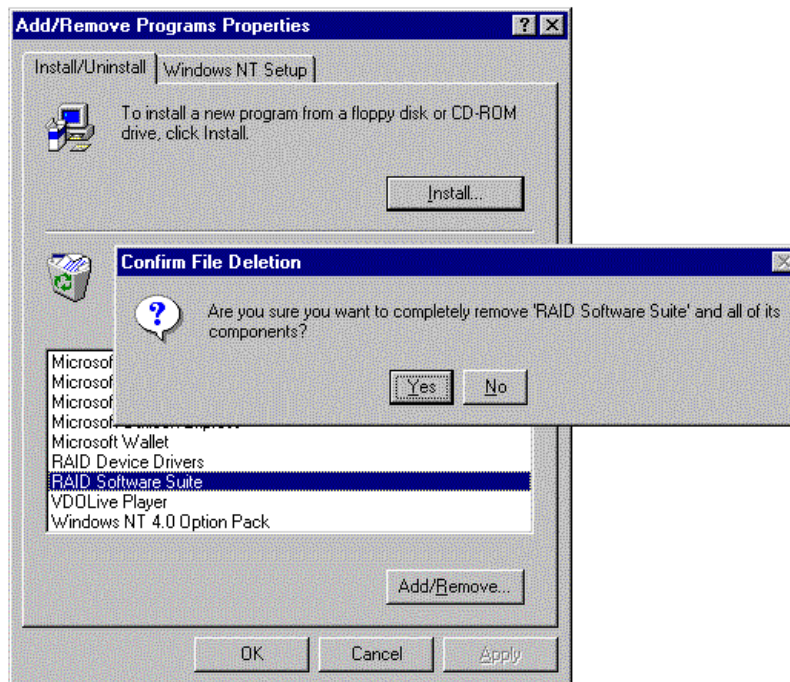 Add/Remove Programs Properties
Install/Uninstall
Windows NT Setup
To install a new program from a floppy disk or CD-ROM
drive, click Install.
Install...
Confirm File Deletion
Are you sure you want to completely remove 'RAID Software Suite' and all of its
components?
Yes
No
Microsoft Wallet
RAID Device Drivers
RAID Software Suite
VDOLive Player
Windows NT 4.0 Option Pack
Add/Remove...
OK
Cancel
Apply